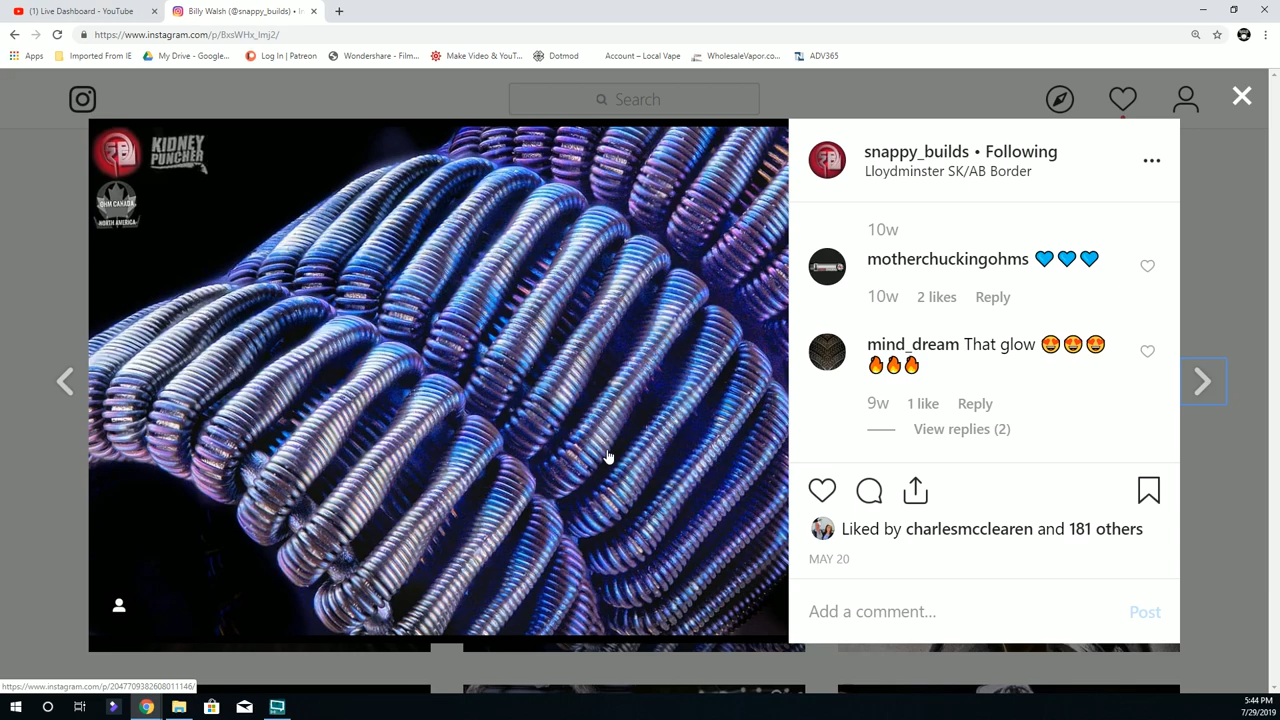 (1) Live Dashboard - YouTube
Billy Walsh (@snappy_builds) • In
https://www.instagram.com/p/BxsWHx_lmj2/
Apps
Imported From IE
My Drive - Google...
Log In | Patreon
Wondershare - Film...
Make Video & YouT...
Dotmod
Account – Local Vape
WholesaleVapor.co...
ADV365
Search
KIDNEY
PUNCHER
OHM CANADA
NORTH AMERICA
snappy_builds • Following
Lloydminster SK/AB Border
10w
motherchuckingohms 💙💙💙
10w 2 likes Reply
mind_dream That glow 😍😍😍
🔥🔥🔥
9w 1 like Reply
View replies (2)
Liked by charlesmcclearen and 181 others
MAY 20
Add a comment... Post
https://www.instagram.com/p/2047709382608011146/
5:44 PM
7/29/2019